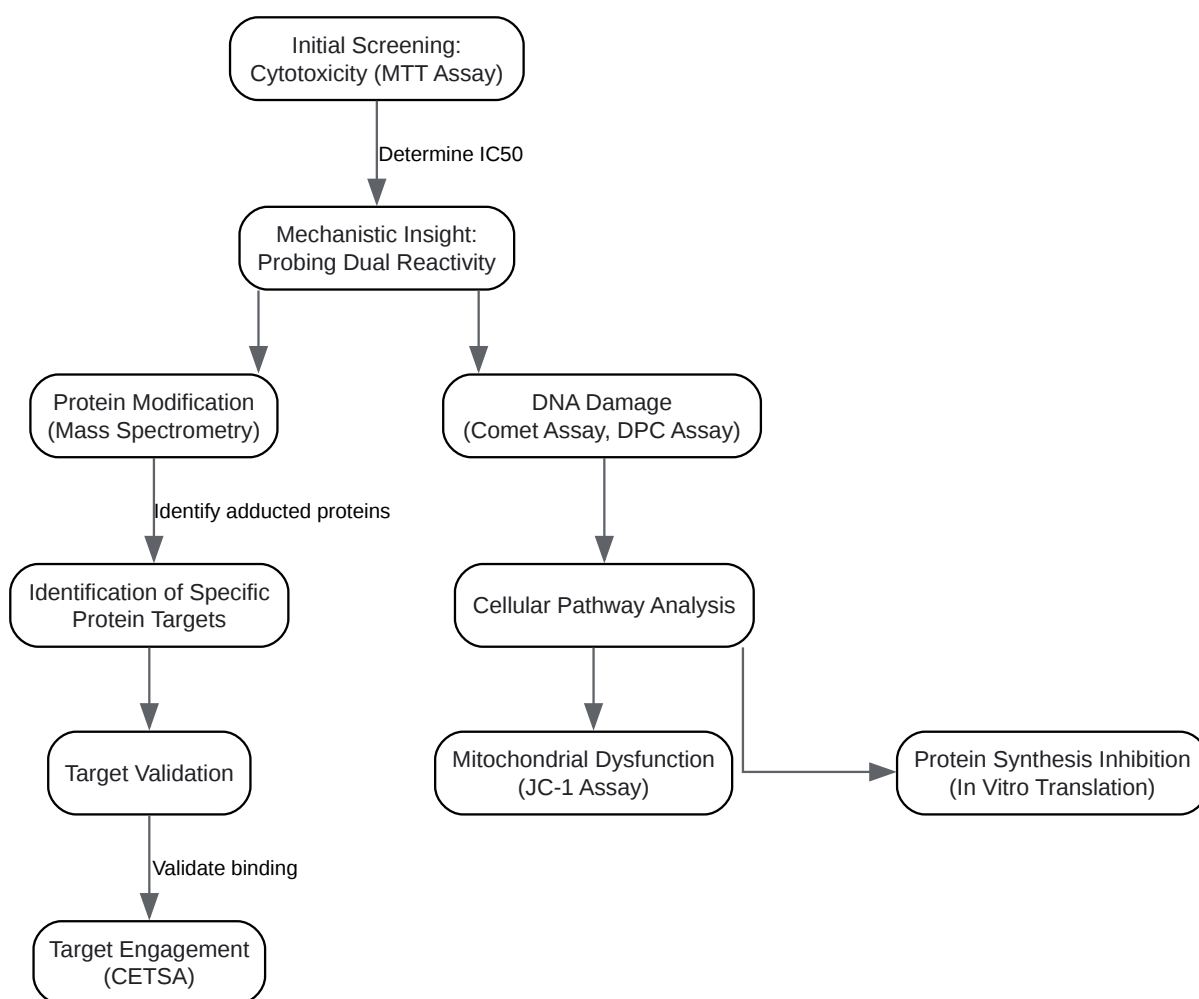 Initial Screening:
Cytotoxicity (MTT Assay)
Determine IC50
Mechanistic Insight:
Probing Dual Reactivity
Protein Modification
(Mass Spectrometry)
DNA Damage
(Comet Assay, DPC Assay)
Identify adducted proteins
Identification of Specific
Protein Targets
Cellular Pathway Analysis
Target Validation
Mitochondrial Dysfunction
(JC-1 Assay)
Protein Synthesis Inhibition
(In Vitro Translation)
Validate binding
Target Engagement
(CETSA)